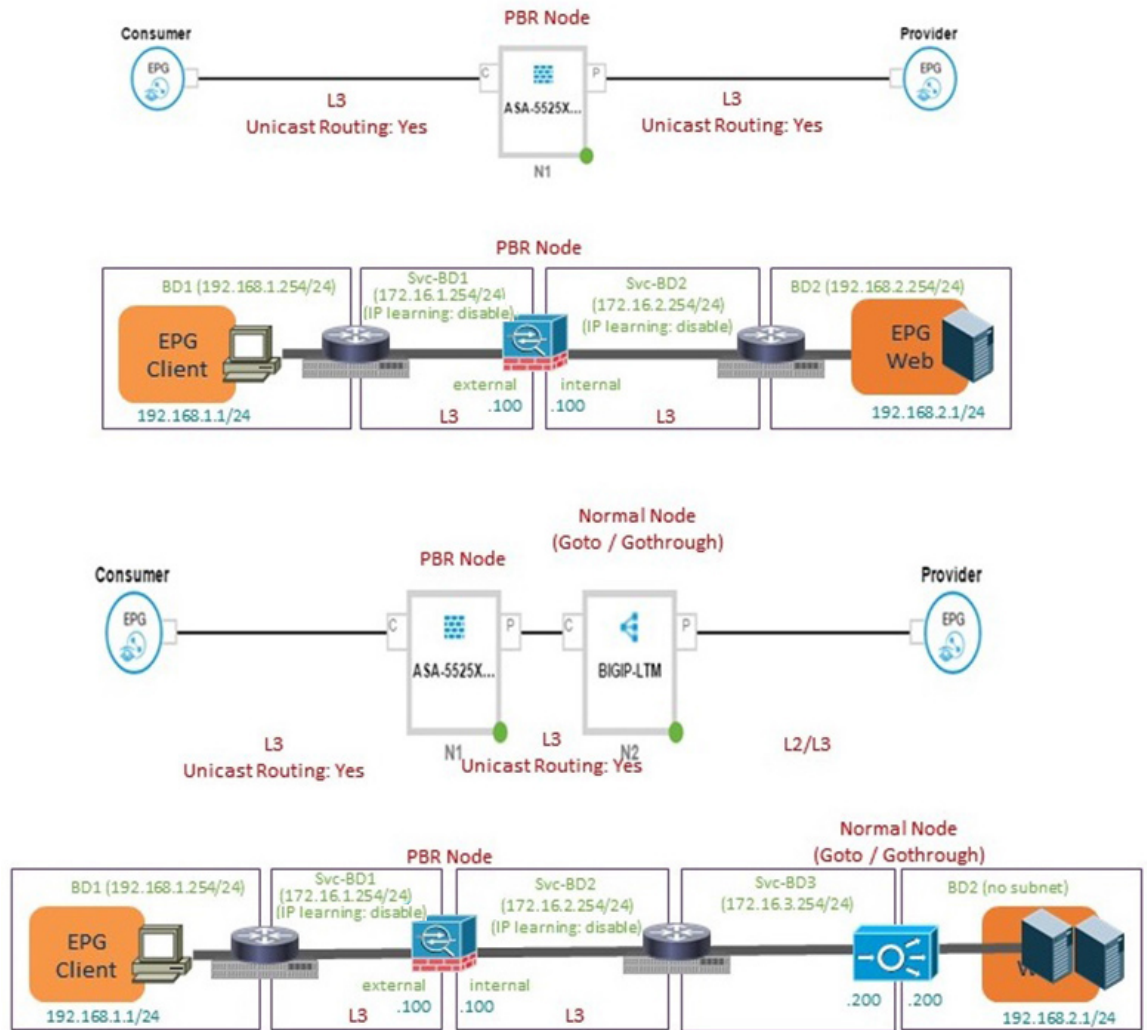 PBR Node
Consumer
Provider
EPG
C
P
EPG
ASA-5525X...
L3
Unicast Routing: Yes
L3
Unicast Routing: Yes
N1
PBR Node
BD1 (192.168.1.254/24)
Svc-BD1
(172.16.1.254/24)
(IP learning: disable)
Svc-BD2
(172.16.2.254/24)
(IP learning: disable)
BD2 (192.168.2.254/24)
EPG
Client
EPG
Web
external
internal
192.168.1.1/24
L3
.100
.100
L3
192.168.2.1/24
Normal Node
(Goto / Gothrough)
PBR Node
Consumer
Provider
EPG
C
P
C
P
EPG
ASA-5525X...
BIGIP-LTM
L3
Unicast Routing: Yes
N1
L3
Unicast Routing: Yes
N2
L2/L3
Normal Node
(Goto / Gothrough)
PBR Node
BD1 (192.168.1.254/24)
Svc-BD1
(172.16.1.254/24)
(IP learning: disable)
Svc-BD2
(172.16.2.254/24)
(IP learning: disable)
Svc-BD3
(172.16.3.254/24)
BD2 (no subnet)
EPG
Client
external
internal
192.168.1.1/24
L3
.100
.100
L3
.200
.200
192.168.2.1/24